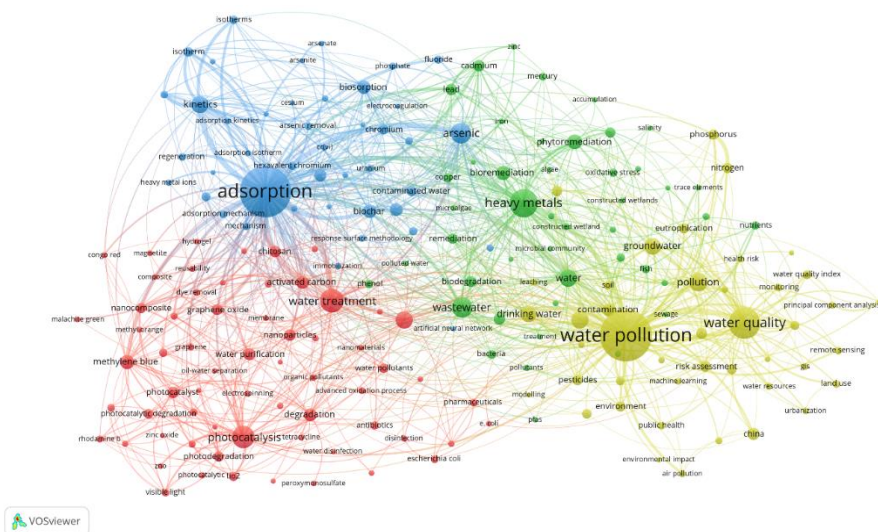 isotherms
zinc
isotherm
arsenate
arsenite
phosphate
fluoride
cadmium
mercury
cesium
biosorption
lead
kinetics
electrocoagulation
accumulation
adsorption kinetics
arsenic removal
chromium
arsenic
iron
salinity
phosphorus
regeneration
adsorption isotherm
cr(vi)
phytoremediation
hexavalent chromium
uranium
copper
bioremediation
algae
nitrogen
heavy metal ions
adsorption
contaminated water
oxidative stress
trace elements
adsorption mechanism
biochar
microalgae
heavy metals
constructed wetlands
mechanism
constructed wetland
eutrophication
nutrients
hydrogel
response surface methodology
remediation
microbial community
groundwater
congo red
magnetite
chitosan
health risk
composite
reusability
immobilization
polluted water
fish
water quality index
dye removal
activated carbon
phenol
biodegradation
leaching
water
soil
pollution
monitoring
nanocomposite
graphene oxide
membrane
water treatment
wastewater
drinking water
contamination
sewage
principal component analysis
malachite green
methyl orange
nanoparticles
artificial neural network
treatment
water pollution
water quality
graphene
nanomaterials
bacteria
remote sensing
methylene blue
water purification
oil-water separation
organic pollutants
water pollutants
pollutants
risk assessment
gis
photocatalyst
electrospinning
advanced oxidation process
modelling
pesticides
machine learning
water resources
land use
photocatalytic degradation
degradation
pharmaceuticals
pfas
environment
urbanization
rhodamine b
zinc oxide
photocatalysis
tetracycline
antibiotics
disinfection
e. coli
public health
china
zno
photodegradation
water disinfection
escherichia coli
environmental impact
visible light
photocatalytic
tio2
peroxymonosulfate
air pollution
VOSviewer